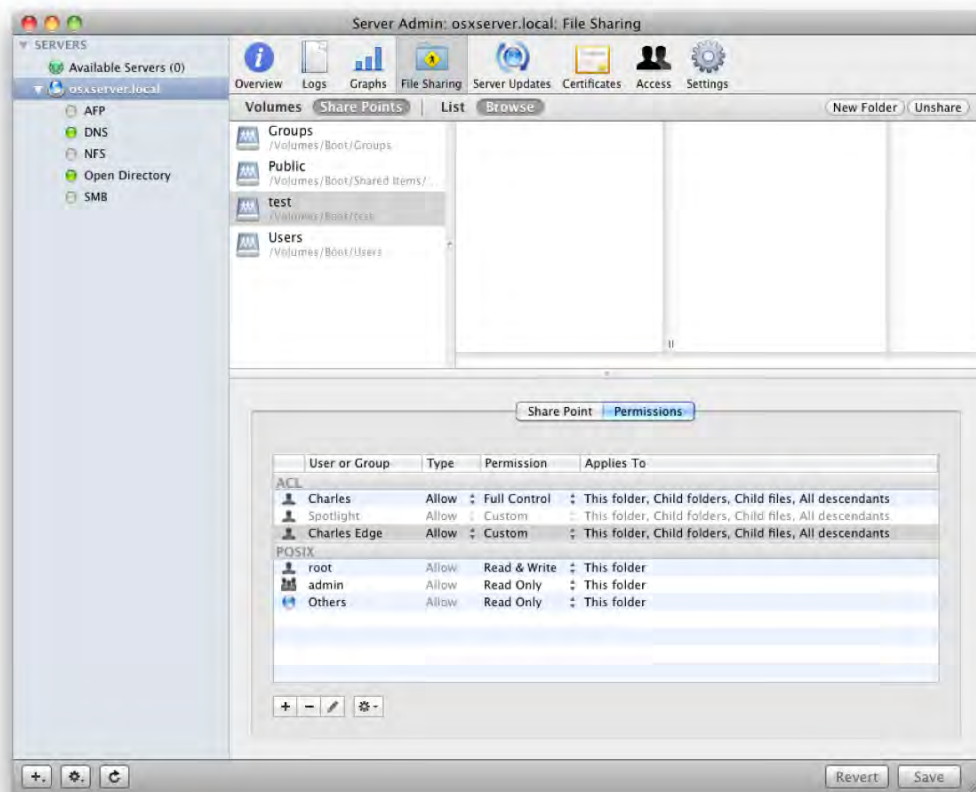 Server Admin: osxserver.local: File Sharing
SERVERS
Available Servers (0)
osxserver.local
AFP
DNS
NFS
Open Directory
SMB
Overview Logs Graphs File Sharing Server Updates Certificates Access Settings
Volumes Share Points List Browse New Folder Unshare
Groups
/Volumes/Boot/Groups
Public
/Volumes/Boot/Shared Items/...
test
/Volumes/Boot/test
Users
/Volumes/Boot/Users
Share Point Permissions
User or Group Type Permission Applies To
ACL
Charles Allow Full Control This folder, Child folders, Child files, All descendants
Spotlight Allow Custom This folder, Child folders, Child files, All descendants
Charles Edge Allow Custom This folder, Child folders, Child files, All descendants
POSIX
root Allow Read & Write This folder
admin Allow Read Only This folder
Others Allow Read Only This folder
Revert Save